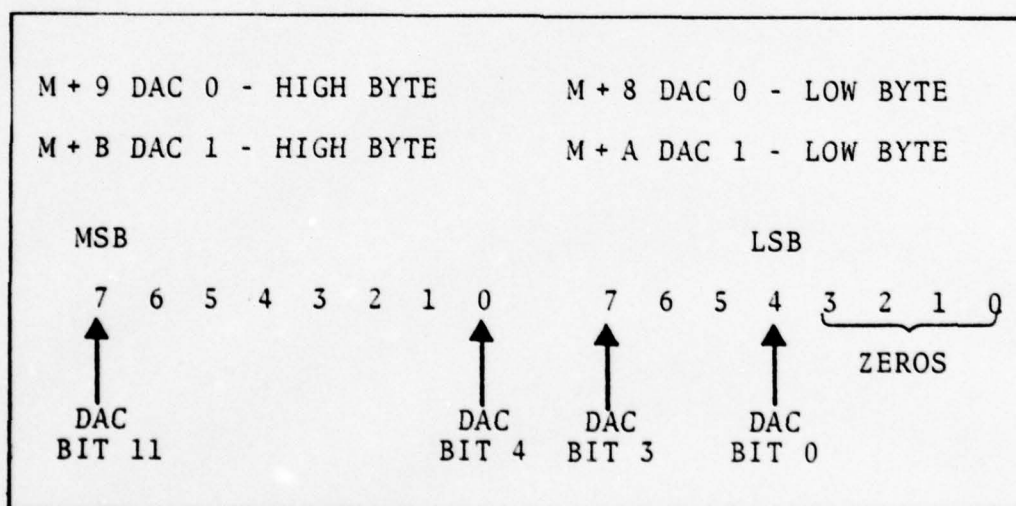 M + 9 DAC 0 - HIGH BYTE M + 8 DAC 0 - LOW BYTE
M + B DAC 1 - HIGH BYTE M + A DAC 1 - LOW BYTE
MSB LSB
7 6 5 4 3 2 1 0 7 6 5 4 3 2 1 0
ZEROS
DAC DAC DAC DAC
BIT 11 BIT 4 BIT 3 BIT 0